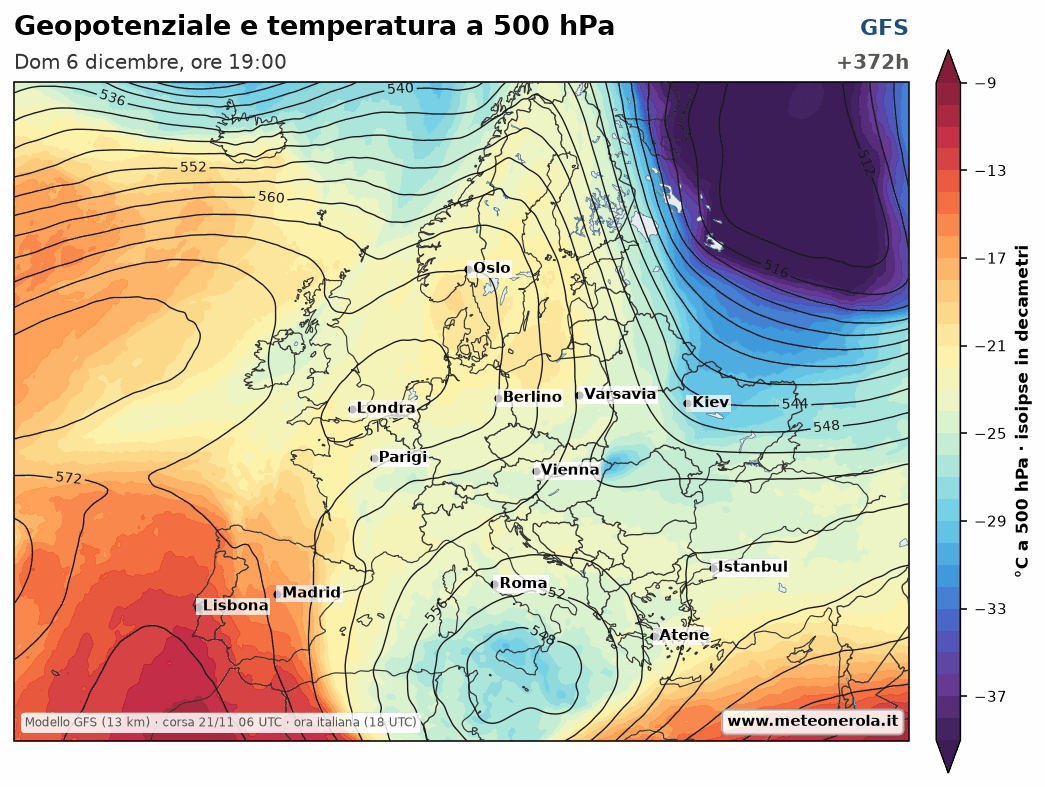 Geopotenziale e temperatura a 500 hPa
GFS
Dom 6 dicembre, ore 19:00
+372h
536
540
552
560
512
516
572
544
548
556
552
548
Oslo
Londra
Berlino
Varsavia
Kiev
Parigi
Vienna
Istanbul
Roma
Madrid
Lisbona
Atene
Modello GFS (13 km) · corsa 21/11 06 UTC · ora italiana (18 UTC)
www.meteonerola.it
−9
−13
−17
−21
−25
−29
−33
−37
°C a 500 hPa · isoipse in decametri